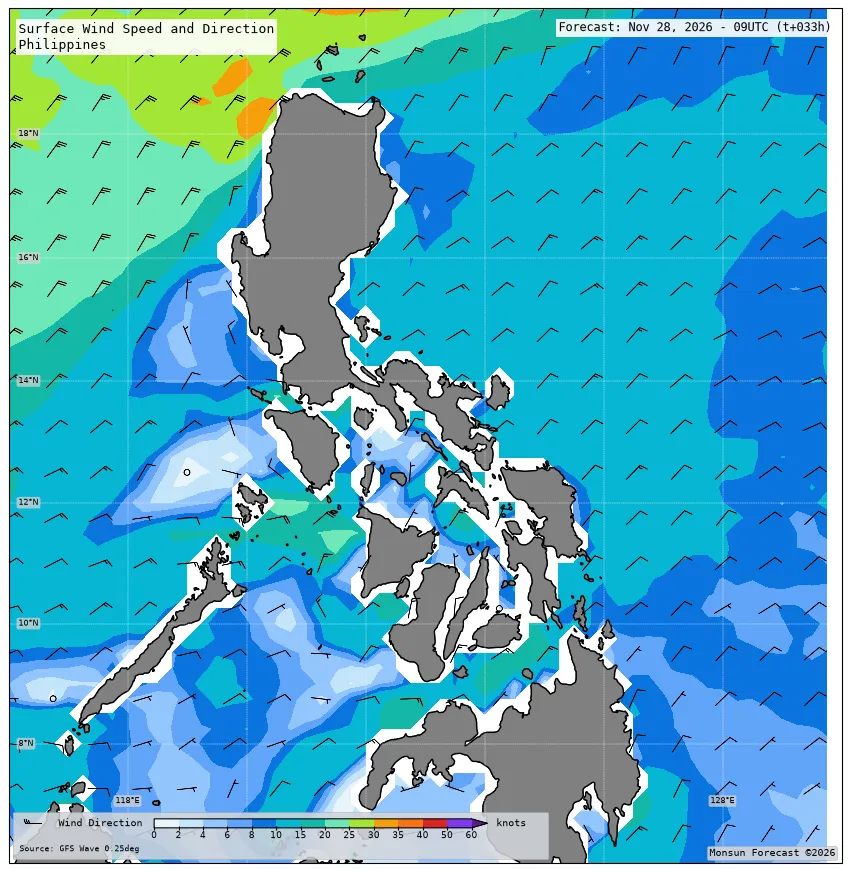 Surface Wind Speed and Direction
Philippines
Forecast: Nov 28, 2026 - 09UTC (t+033h)
18°N
16°N
14°N
12°N
10°N
8°N
118°E
128°E
Wind Direction
0 2 4 6 8 10 15 20 25 30 35 40 50 60
knots
Source: GFS Wave 0.25deg
Monsun Forecast ©2026